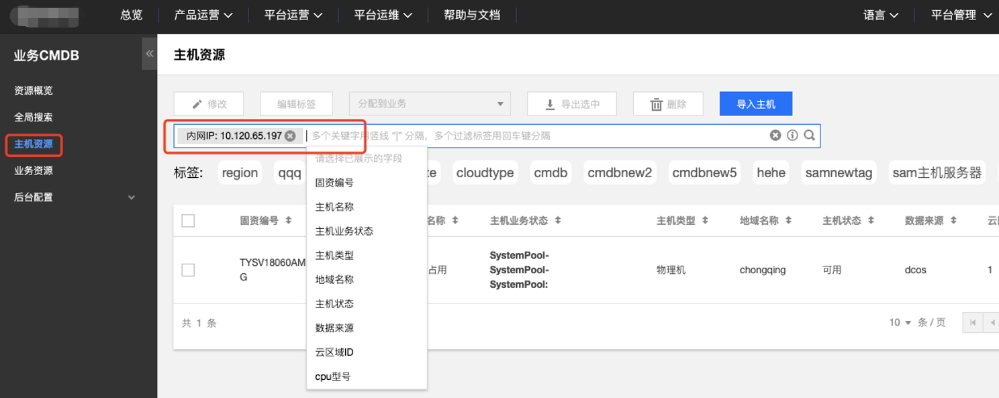 总览 产品运营 平台运营 平台运维 帮助与文档 语言 平台管理
业务CMDB
资源概览
全局搜索
主机资源
业务资源
后台配置
主机资源
修改 编辑标签 分配到业务 导出选中 删除 导入主机
内网IP: 10.120.65.197 多个关键字用竖线 "|" 分隔，多个过滤标签用回车键分隔
请选择已展示的字段
固资编号
主机名称
主机业务状态
主机类型
地域名称
主机状态
数据来源
云区域ID
cpu型号
标签: region qqq te cloudtype cmdb cmdbnew2 cmdbnew5 hehe samnewtag sam主机服务器
固资编号 名称 主机业务状态 主机类型 地域名称 主机状态 数据来源
TYSV18060AM
G
占用
SystemPool-
SystemPool-
SystemPool:
物理机 chongqing 可用 dcos 1
共 1 条 10 条 / 页